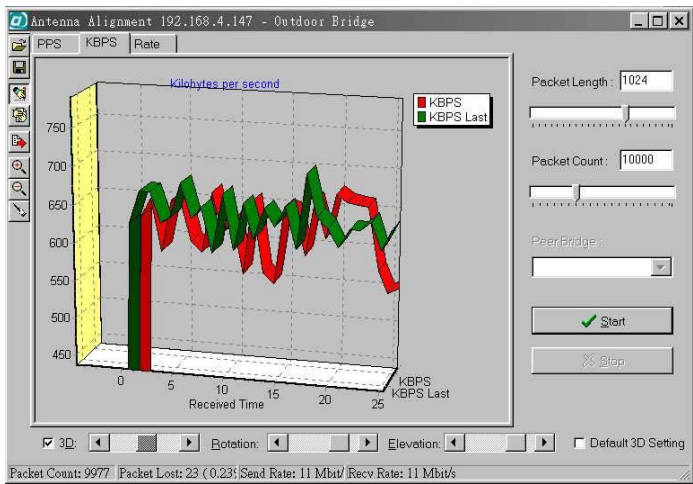 Antenna Alignment 192.168.4.147 - Outdoor Bridge
PPS KBPS Rate
Kilobytes per second
KBPS
KBPS Last
750
700
650
600
550
500
450
0 5 10 15 20 25
Received Time
KBPS
KBPS Last
Packet Length : 1024
Packet Count : 10000
Peer Bridge :
Start
Stop
3D: Rotation: Elevation: Default 3D Setting
Packet Count: 9977 Packet Lost: 23 ( 0.23% Send Rate: 11 Mbit/ Recv Rate: 11 Mbit/s